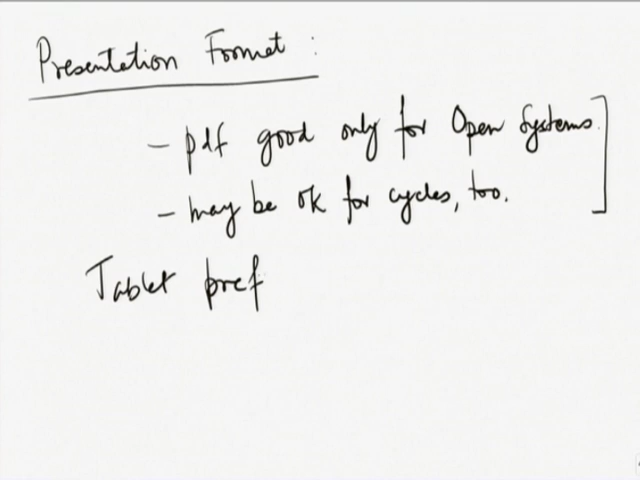 Presentation Format :
- pdf good only for Open Systems.
- may be ok for cycles, too.
Tablet pref